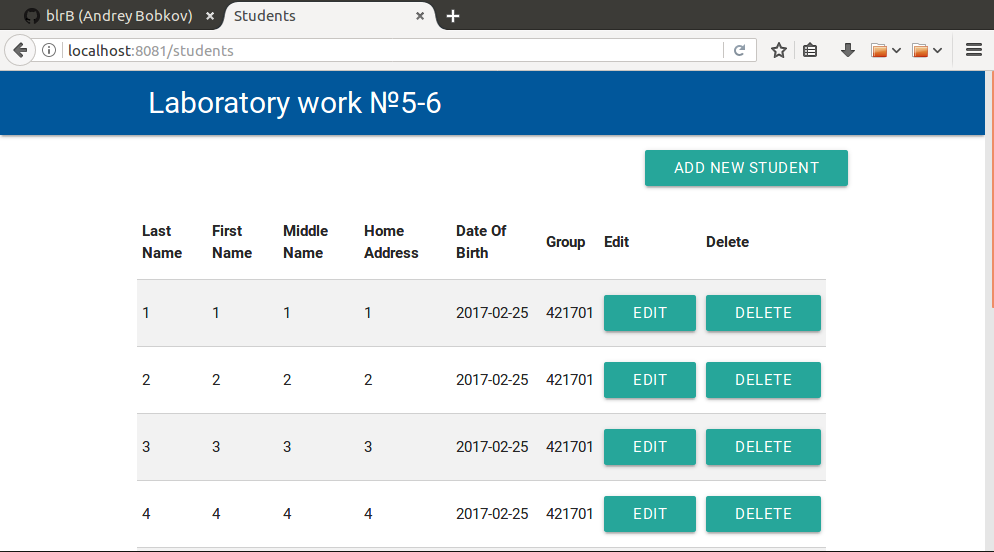 blrB (Andrey Bobkov)
Students
localhost:8081/students
Laboratory work №5-6
ADD NEW STUDENT
Last Name First Name Middle Name Home Address Date Of Birth Group Edit Delete
1 1 1 1 2017-02-25 421701 EDIT DELETE
2 2 2 2 2017-02-25 421701 EDIT DELETE
3 3 3 3 2017-02-25 421701 EDIT DELETE
4 4 4 4 2017-02-25 421701 EDIT DELETE